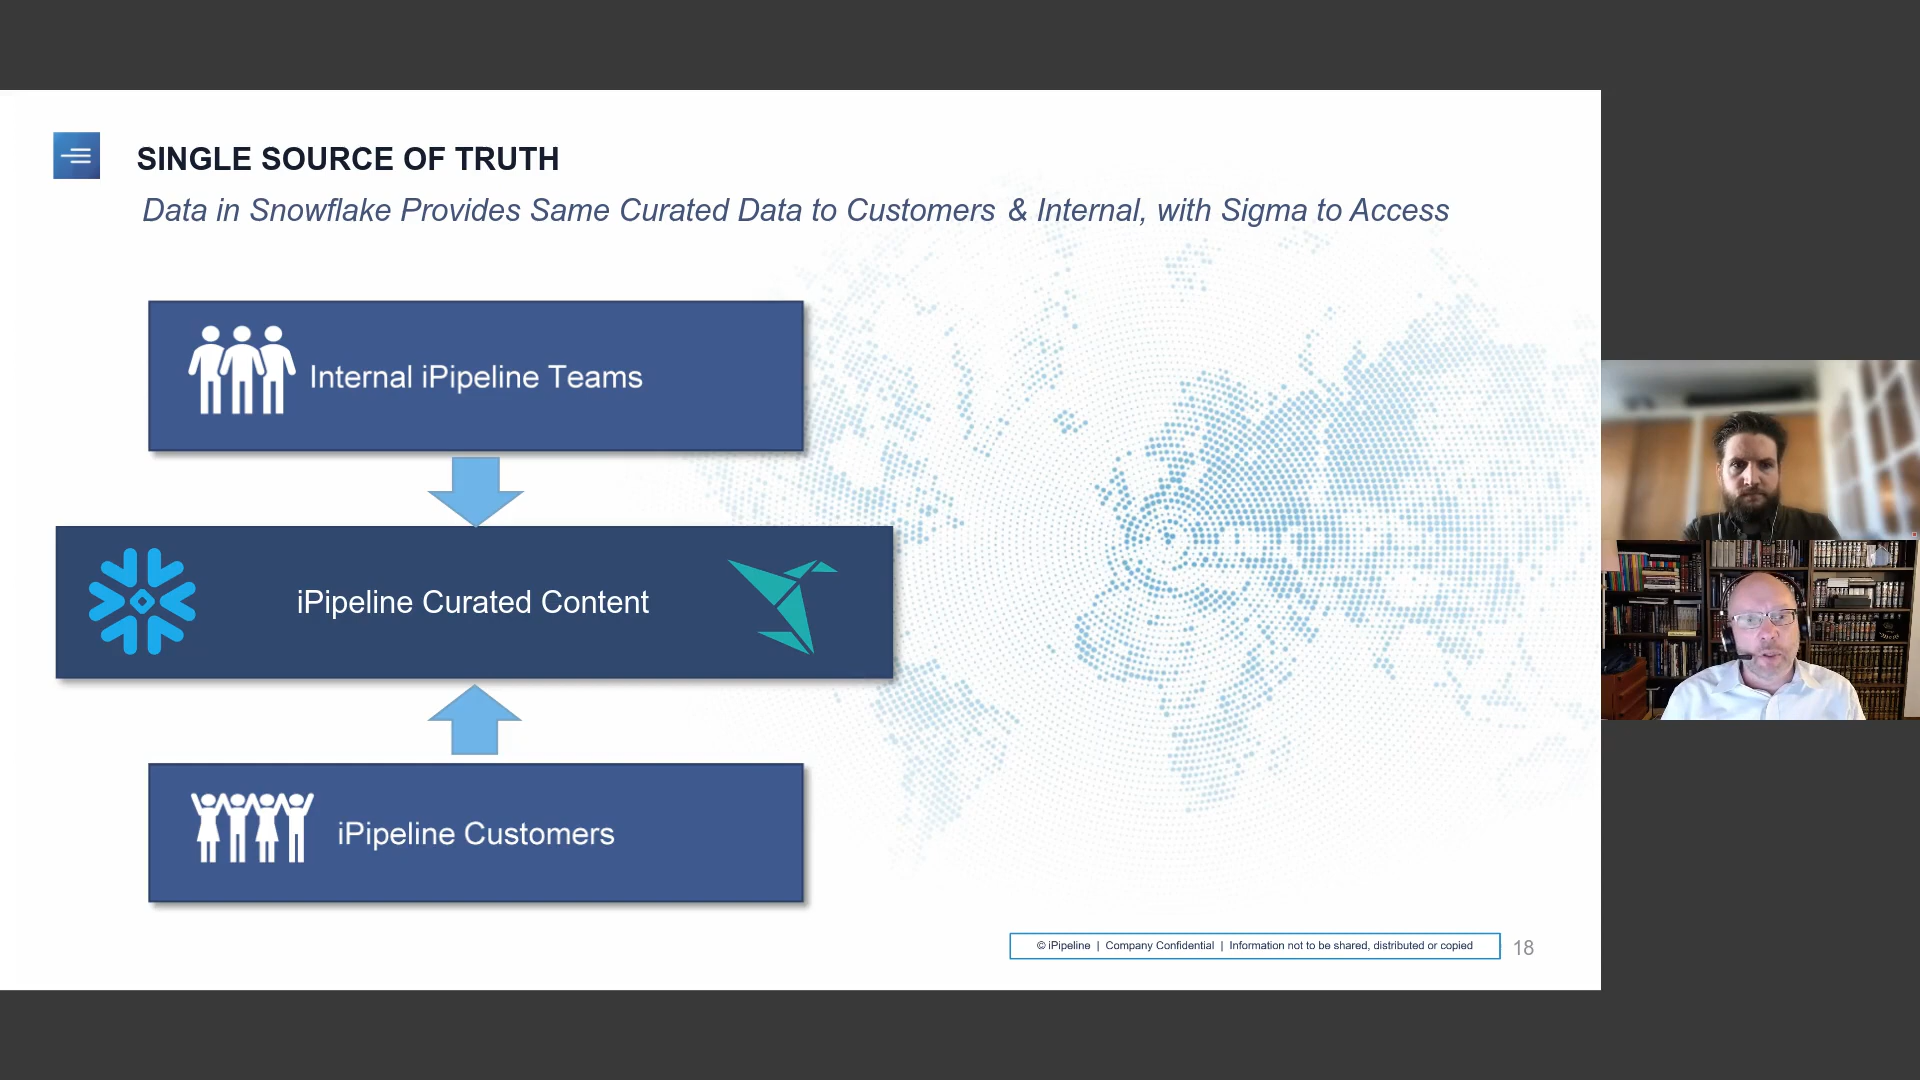 SINGLE SOURCE OF TRUTH
Data in Snowflake Provides Same Curated Data to Customers & Internal, with Sigma to Access
Internal iPipeline Teams
iPipeline Curated Content
iPipeline Customers
© iPipeline | Company Confidential | Information not to be shared, distributed or copied
18